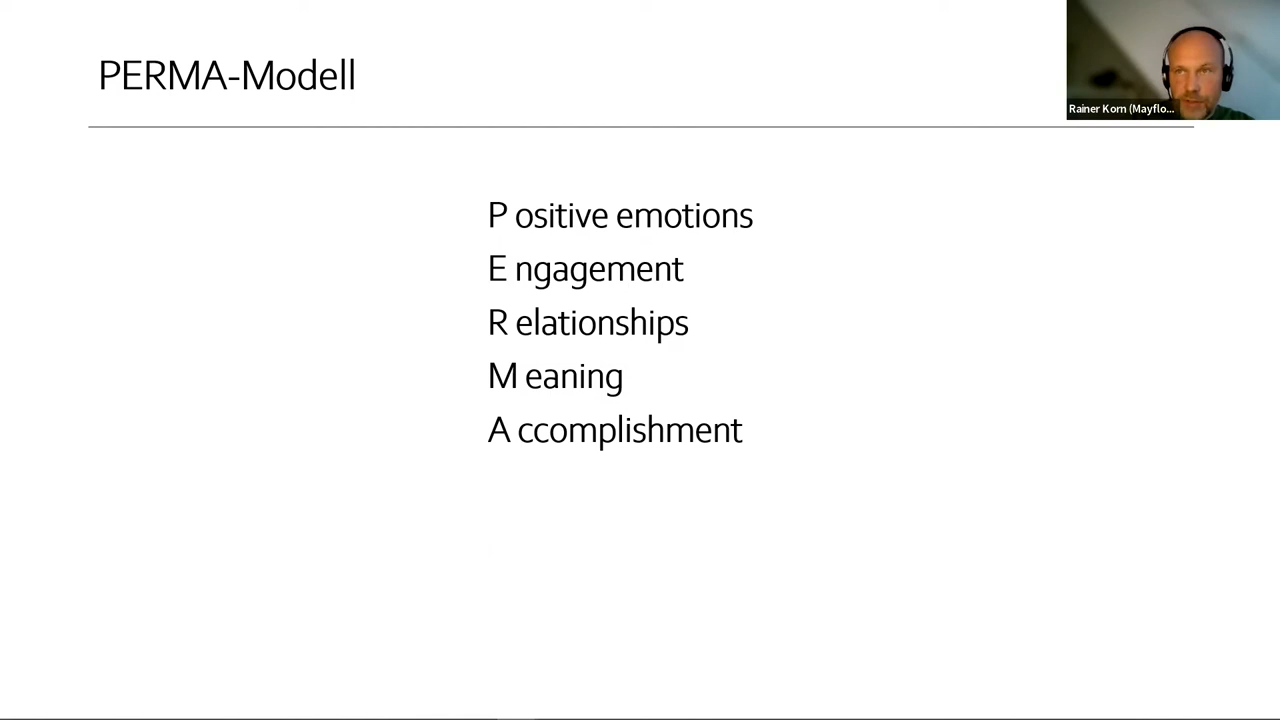 PERMA-Modell
Rainer Korn (Mayflo...
P ositive emotions
E ngagement
R elationships
M eaning
A ccomplishment